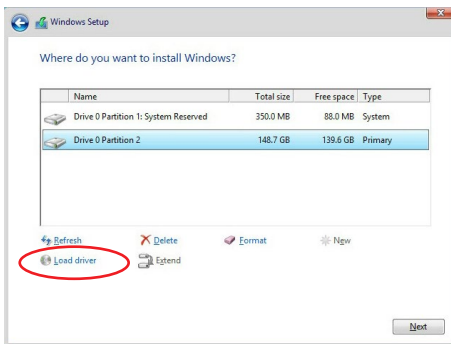 Windows Setup
Where do you want to install Windows?
Name Total size Free space Type
Drive 0 Partition 1: System Reserved 350.0 MB 88.0 MB System
Drive 0 Partition 2 148.7 GB 139.6 GB Primary
Refresh Delete Format New
Load driver Extend
Next